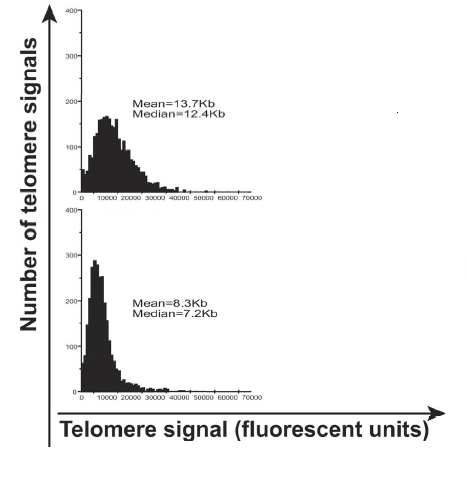 Number of telomere signals
400
300
200
100
0
Mean=13.7Kb
Median=12.4Kb
0 10000 20000 30000 40000 50000 60000 70000
400
300
200
100
0
Mean=8.3Kb
Median=7.2Kb
0 10000 20000 30000 40000 50000 60000 70000
Telomere signal (fluorescent units)